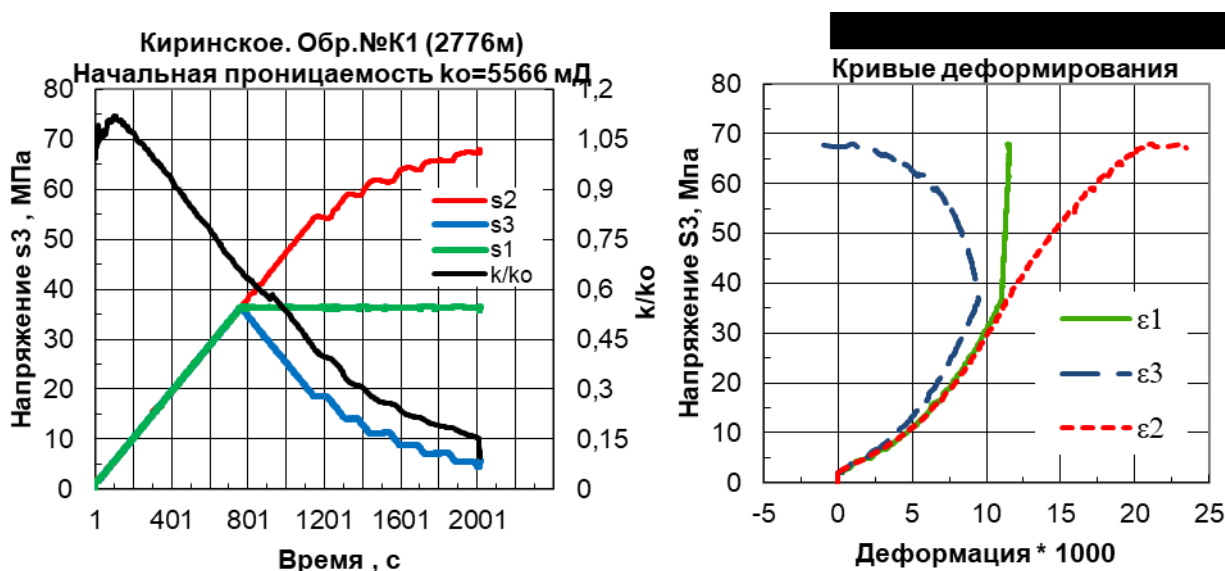 Киринское. Обр.№К1 (2776м)
Начальная проницаемость ko=5566 мД
80
70
60
50
40
30
20
10
0
Напряжение s3 , МПа
1 401 801 1201 1601 2001
Время , с
1,2
1,05
0,9
0,75
0,6
0,45
0,3
0,15
0
k/ko
s2
s3
s1
k/ko
Кривые деформирования
80
70
60
50
40
30
20
10
0
Напряжение S3, Мпа
-5 0 5 10 15 20 25
Деформация * 1000
ε1
ε3
ε2